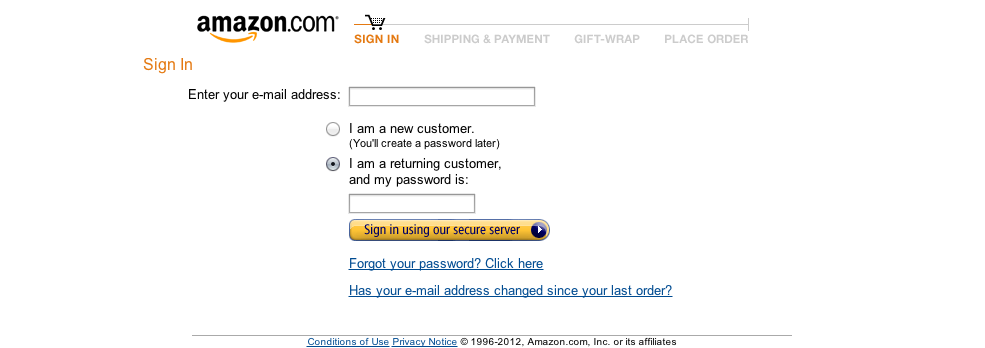 amazon.com
SIGN IN SHIPPING & PAYMENT GIFT-WRAP PLACE ORDER
Sign In
Enter your e-mail address:
I am a new customer.
(You'll create a password later)
I am a returning customer,
and my password is:
Sign in using our secure server
Forgot your password? Click here
Has your e-mail address changed since your last order?
Conditions of Use Privacy Notice © 1996-2012, Amazon.com, Inc. or its affiliates